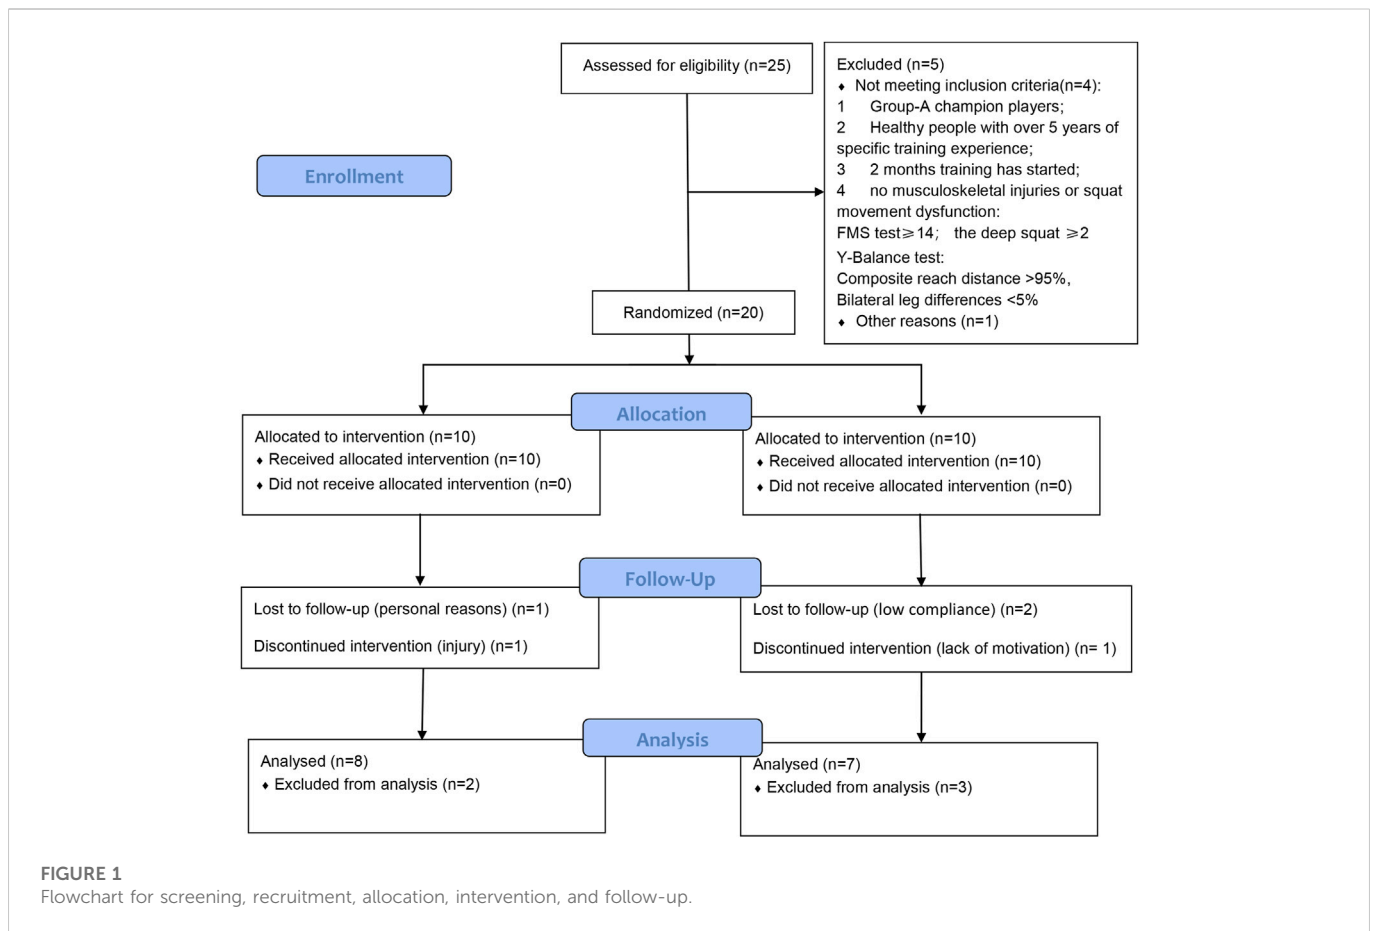 Assessed for eligibility (n=25)
Excluded (n=5)
♦ Not meeting inclusion criteria(n=4):
1 Group-A champion players;
2 Healthy people with over 5 years of
specific training experience;
3 2 months training has started;
4 no musculoskeletal injuries or squat
movement dysfunction:
FMS test≥14; the deep squat ≥2
Y-Balance test:
Composite reach distance >95%,
Bilateral leg differences <5%
♦ Other reasons (n=1)
Enrollment
Randomized (n=20)
Allocation
Allocated to intervention (n=10)
♦ Received allocated intervention (n=10)
♦ Did not receive allocated intervention (n=0)
Allocated to intervention (n=10)
♦ Received allocated intervention (n=10)
♦ Did not receive allocated intervention (n=0)
Follow-Up
Lost to follow-up (personal reasons) (n=1)
Discontinued intervention (injury) (n=1)
Lost to follow-up (low compliance) (n=2)
Discontinued intervention (lack of motivation) (n= 1)
Analysis
Analysed (n=8)
♦ Excluded from analysis (n=2)
Analysed (n=7)
♦ Excluded from analysis (n=3)
FIGURE 1
Flowchart for screening, recruitment, allocation, intervention, and follow-up.